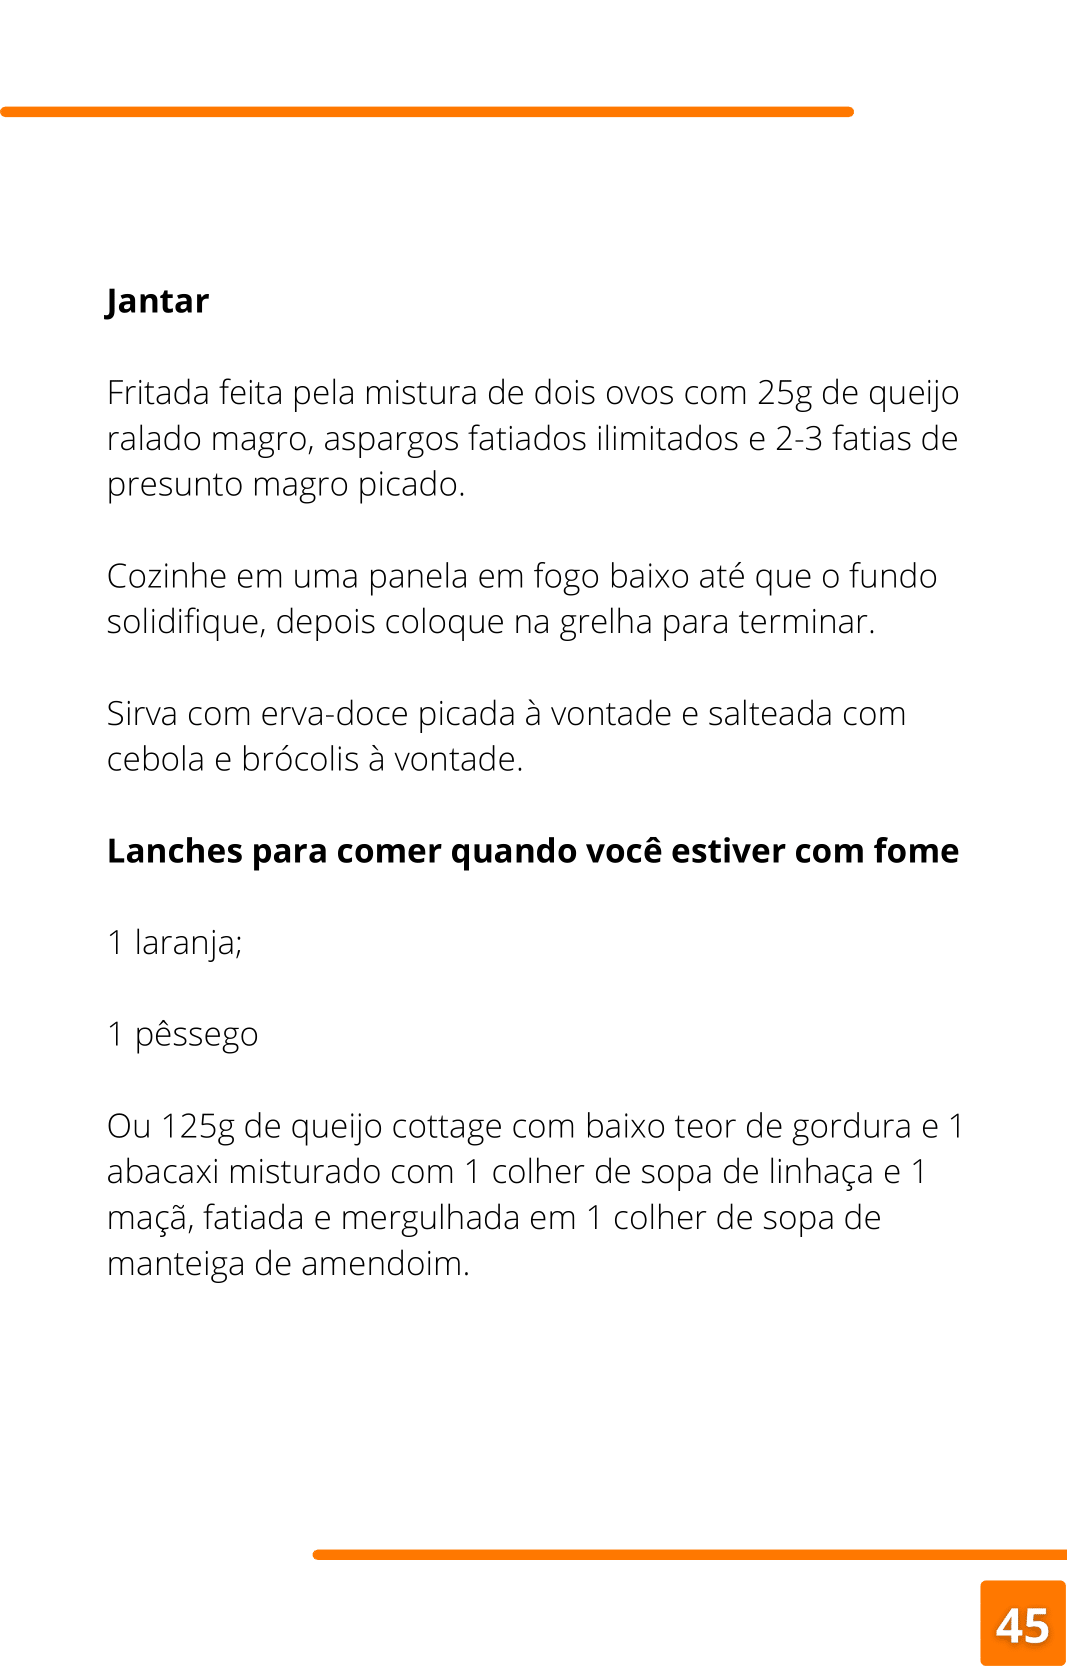 Jantar
Fritada feita pela mistura de dois ovos com 25g de queijo
ralado magro, aspargos fatiados ilimitados e 2-3 fatias de
presunto magro picado.
Cozinhe em uma panela em fogo baixo até que o fundo
solidifique, depois coloque na grelha para terminar.
Sirva com erva-doce picada à vontade e salteada com
cebola e brócolis à vontade.
Lanches para comer quando você estiver com fome
1 laranja;
1 pêssego
Ou 125g de queijo cottage com baixo teor de gordura e 1
abacaxi misturado com 1 colher de sopa de linhaça e 1
maçã, fatiada e mergulhada em 1 colher de sopa de
manteiga de amendoim.
45